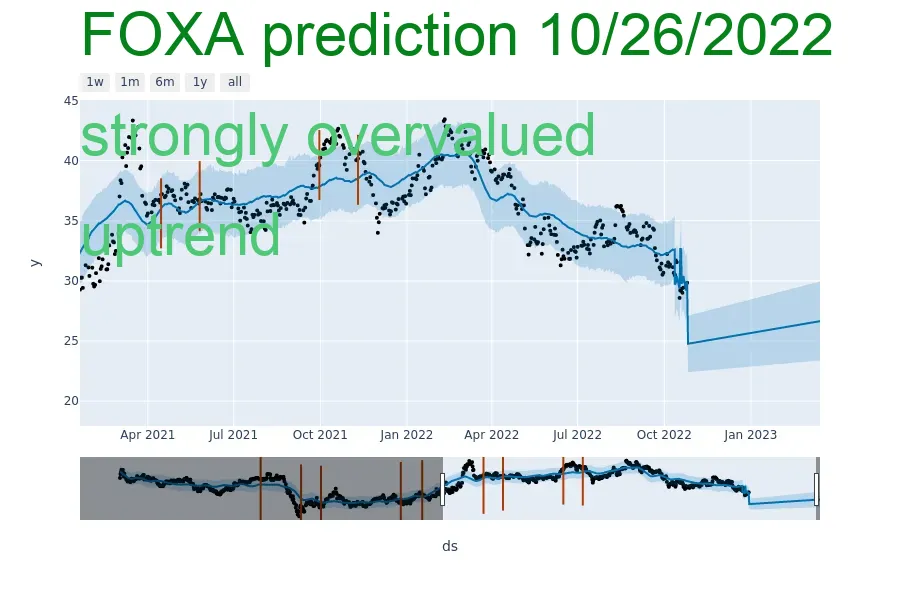 FOXA prediction 10/26/2022
1w 1m 6m 1y all
strongly overvalued
uptrend
45
40
35
30
25
20
y
Apr 2021 Jul 2021 Oct 2021 Jan 2022 Apr 2022 Jul 2022 Oct 2022 Jan 2023
ds